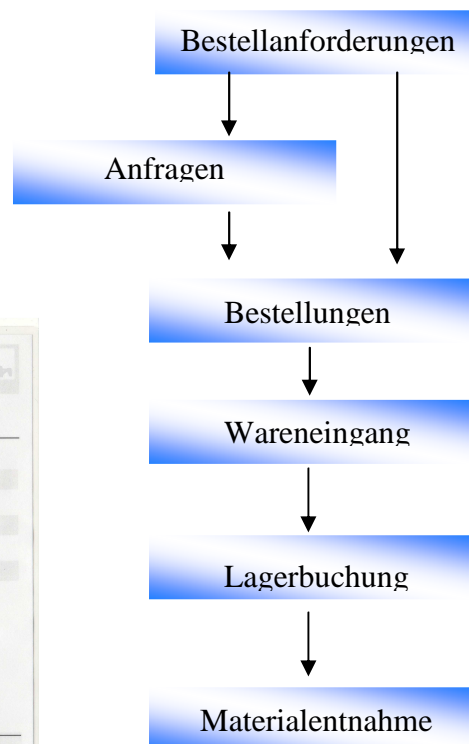 Bestellanforderungen
Anfragen
Bestellungen
Wareneingang
Lagerbuchung
Materialentnahme